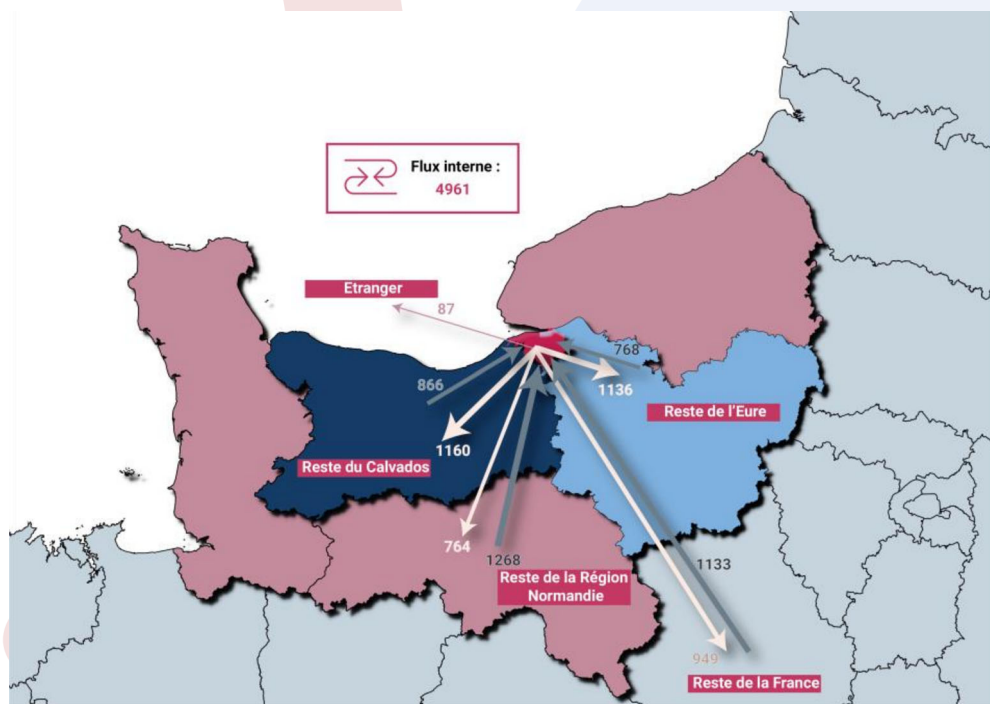 Flux interne :
4961
Etranger
87
768
866
1136
Reste de l'Eure
1160
Reste du Calvados
764
1268
1133
Reste de la Région
Normandie
949
Reste de la France